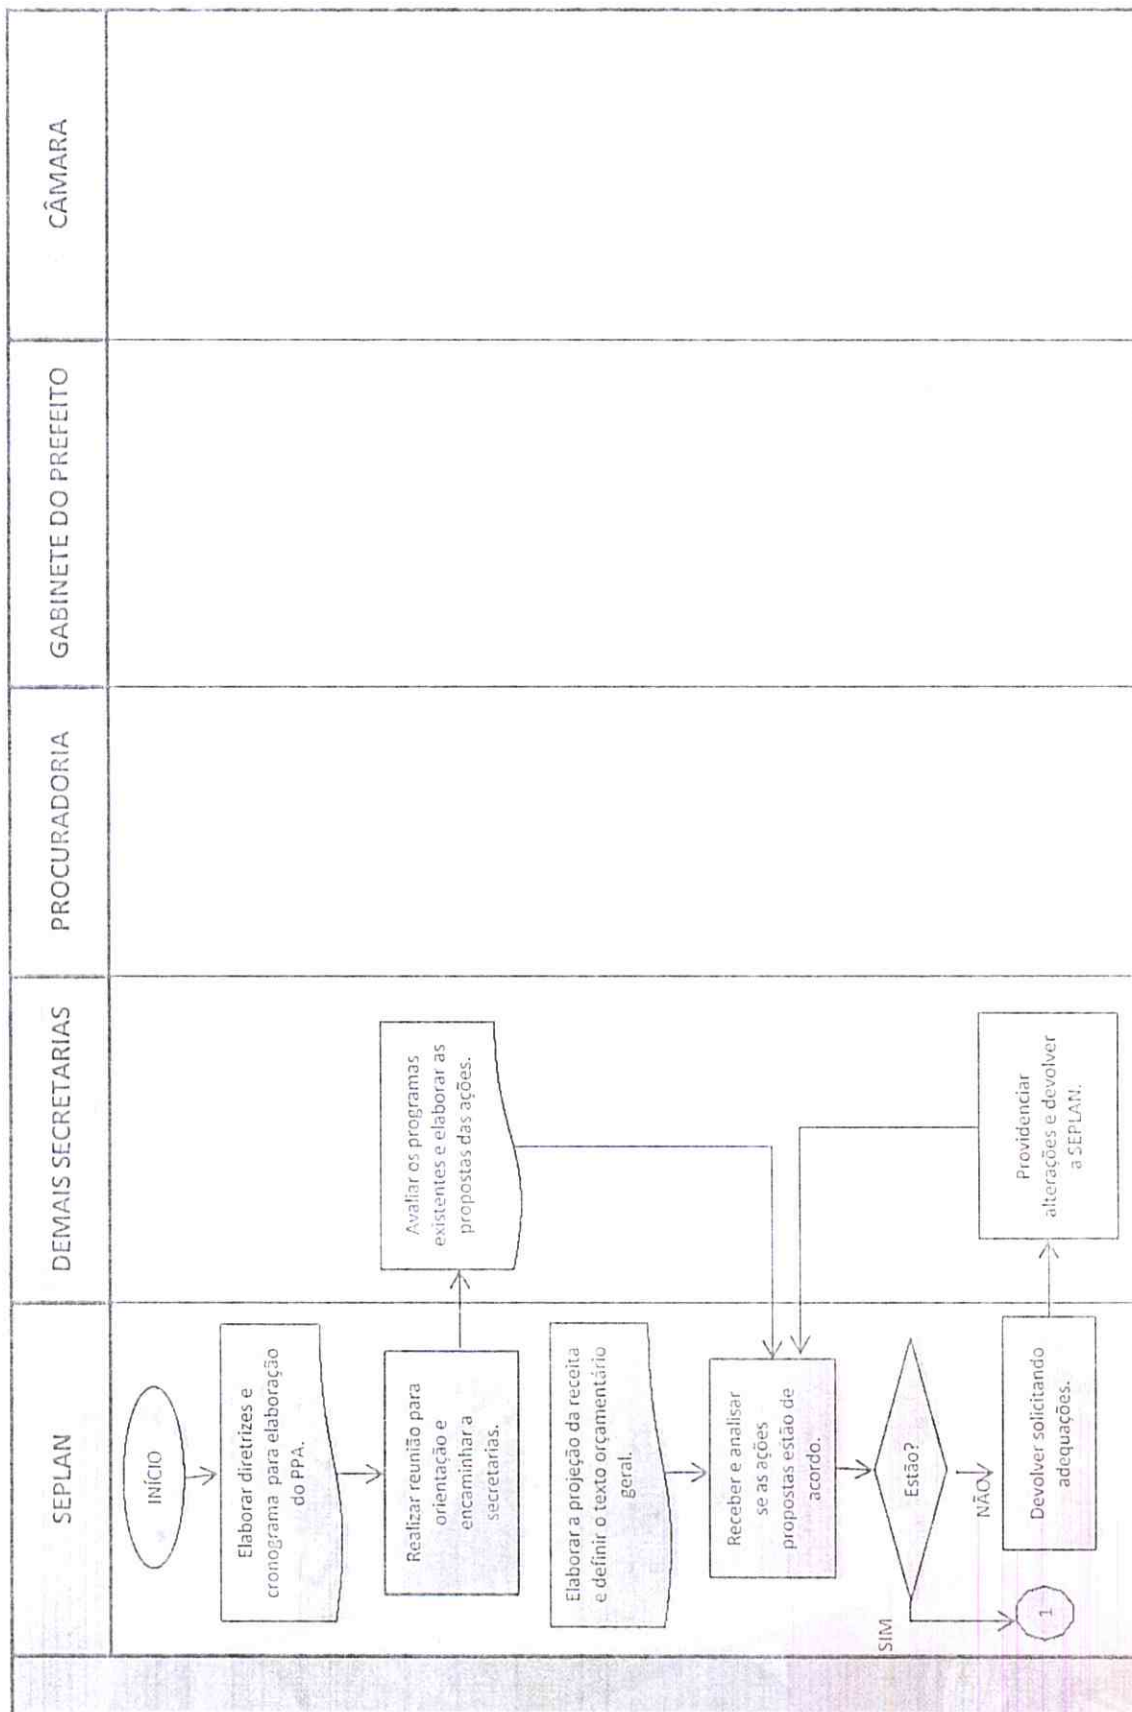 SEPLAN
DEMAIS SECRETARIAS
PROCURADORIA
GABINETE DO PREFEITO
CÂMARA
INÍCIO
Elaborar diretrizes e
cronograma para elaboração
do PPA.
Realizar reunião para
orientação e
encaminhar a
secretarias.
Avaliar os programas
existentes e elaborar as
propostas das ações.
Elaborar a projeção da receita
e definir o texto orçamentário
geral.
Receber e analisar
se as ações
propostas estão de
acordo.
Estão?
SIM
NÃO
1
Devolver solicitando
adequações.
Providenciar
alterações e devolver
a SEPLAN.